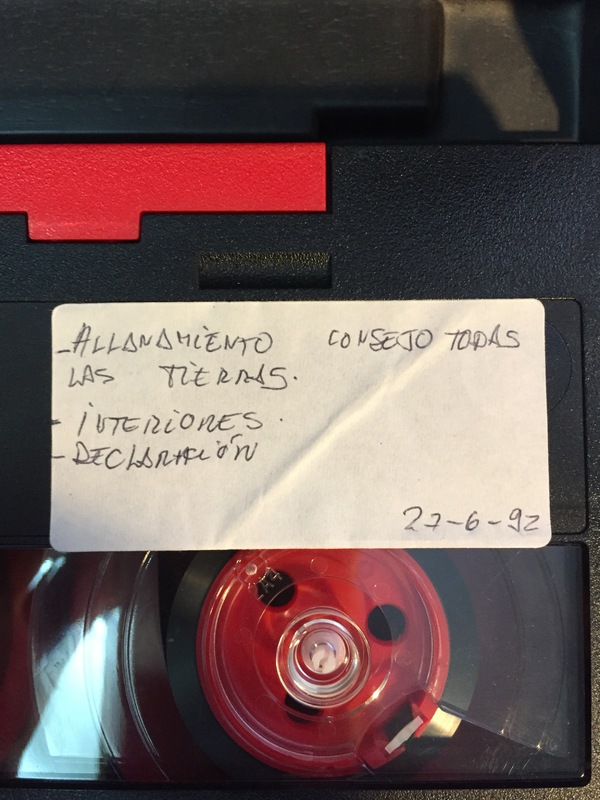 - ALLANAMIENTO CONSEJO TODAS
LAS TIERRAS.
- INTERIORES.
- DECLARACIÓN
27-6-92